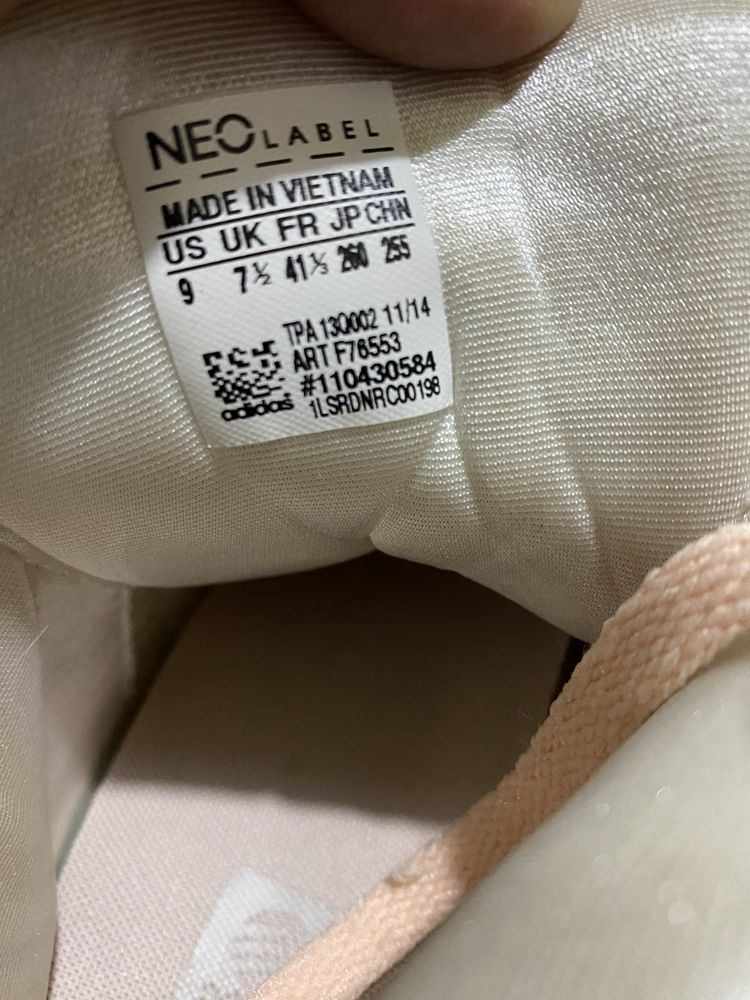 NEO LABEL
MADE IN VIETNAM
US UK FR JP CHN
9 7½ 41⅓ 260 255
TPA 13Q002 11/14
ART F76553
#110430584
1LSRDNRC00198
adidas